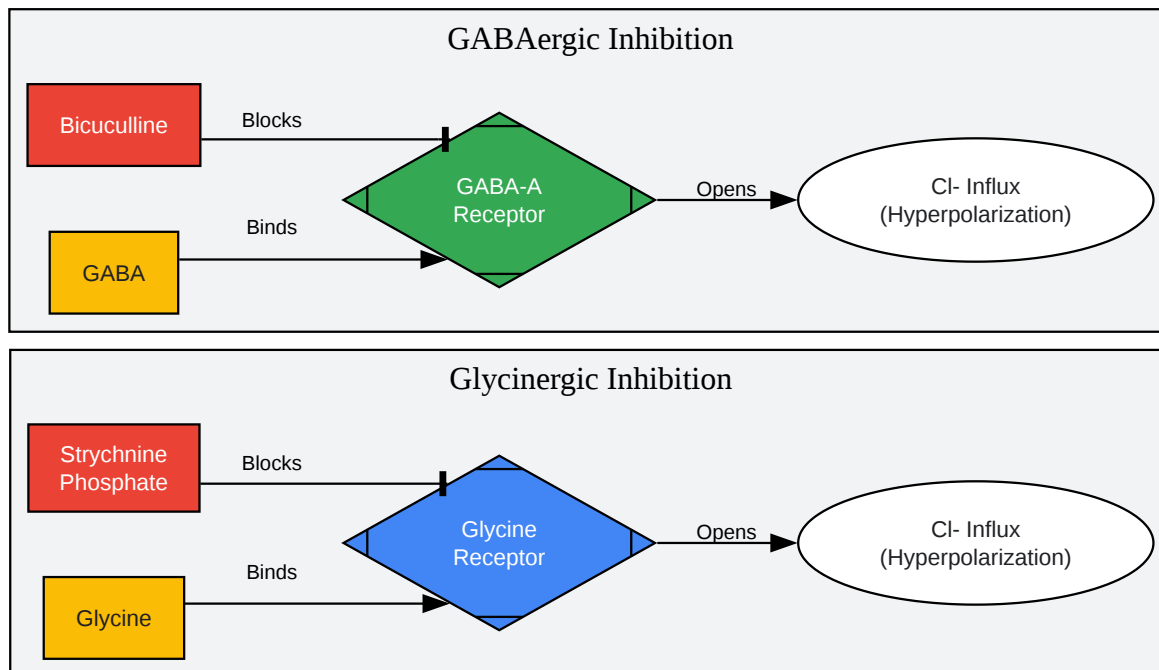 GABAergic Inhibition
Bicuculline
Blocks
GABA-A
Receptor
Opens
Cl- Influx
(Hyperpolarization)
Binds
GABA
Glycinergic Inhibition
Strychnine
Phosphate
Blocks
Glycine
Receptor
Opens
Cl- Influx
(Hyperpolarization)
Binds
Glycine